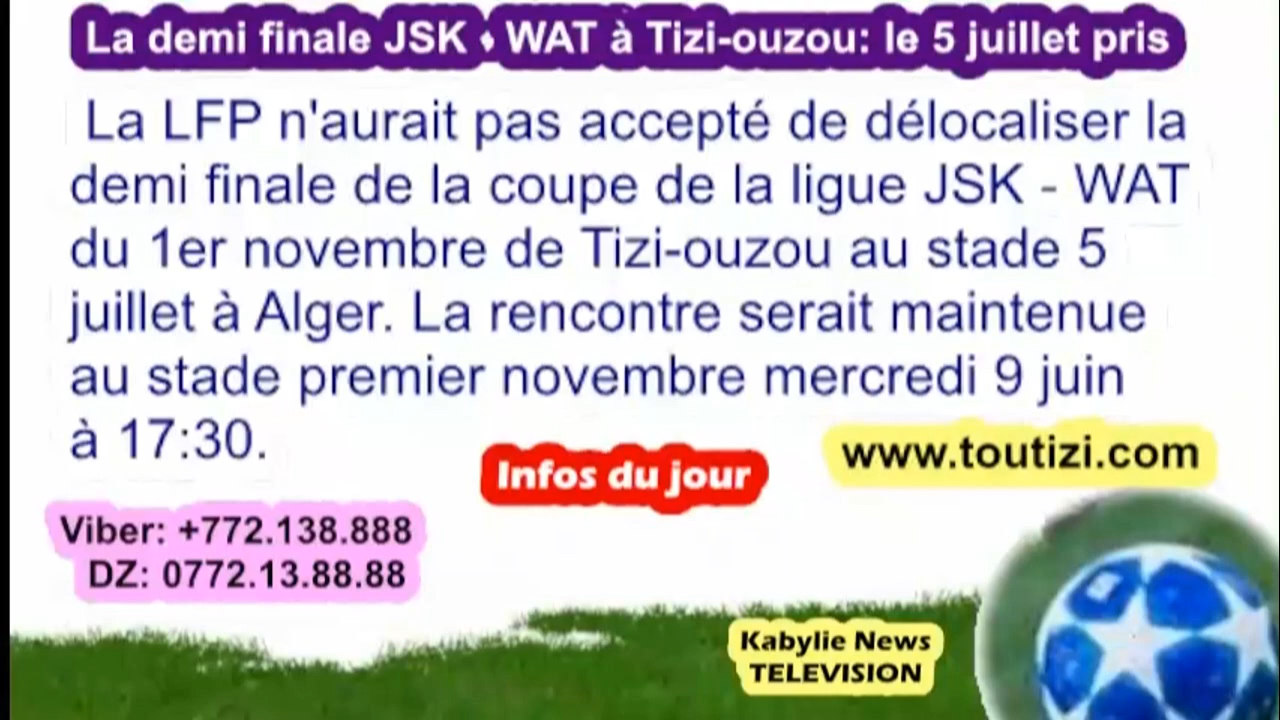 La demi finale JSK ♦ WAT à Tizi-ouzou: le 5 juillet pris
La LFP n'aurait pas accepté de délocaliser la
demi finale de la coupe de la ligue JSK - WAT
du 1er novembre de Tizi-ouzou au stade 5
juillet à Alger. La rencontre serait maintenue
au stade premier novembre mercredi 9 juin
à 17:30.
Infos du jour
www.toutizi.com
Viber: +772.138.888
DZ: 0772.13.88.88
Kabylie News
TELEVISION